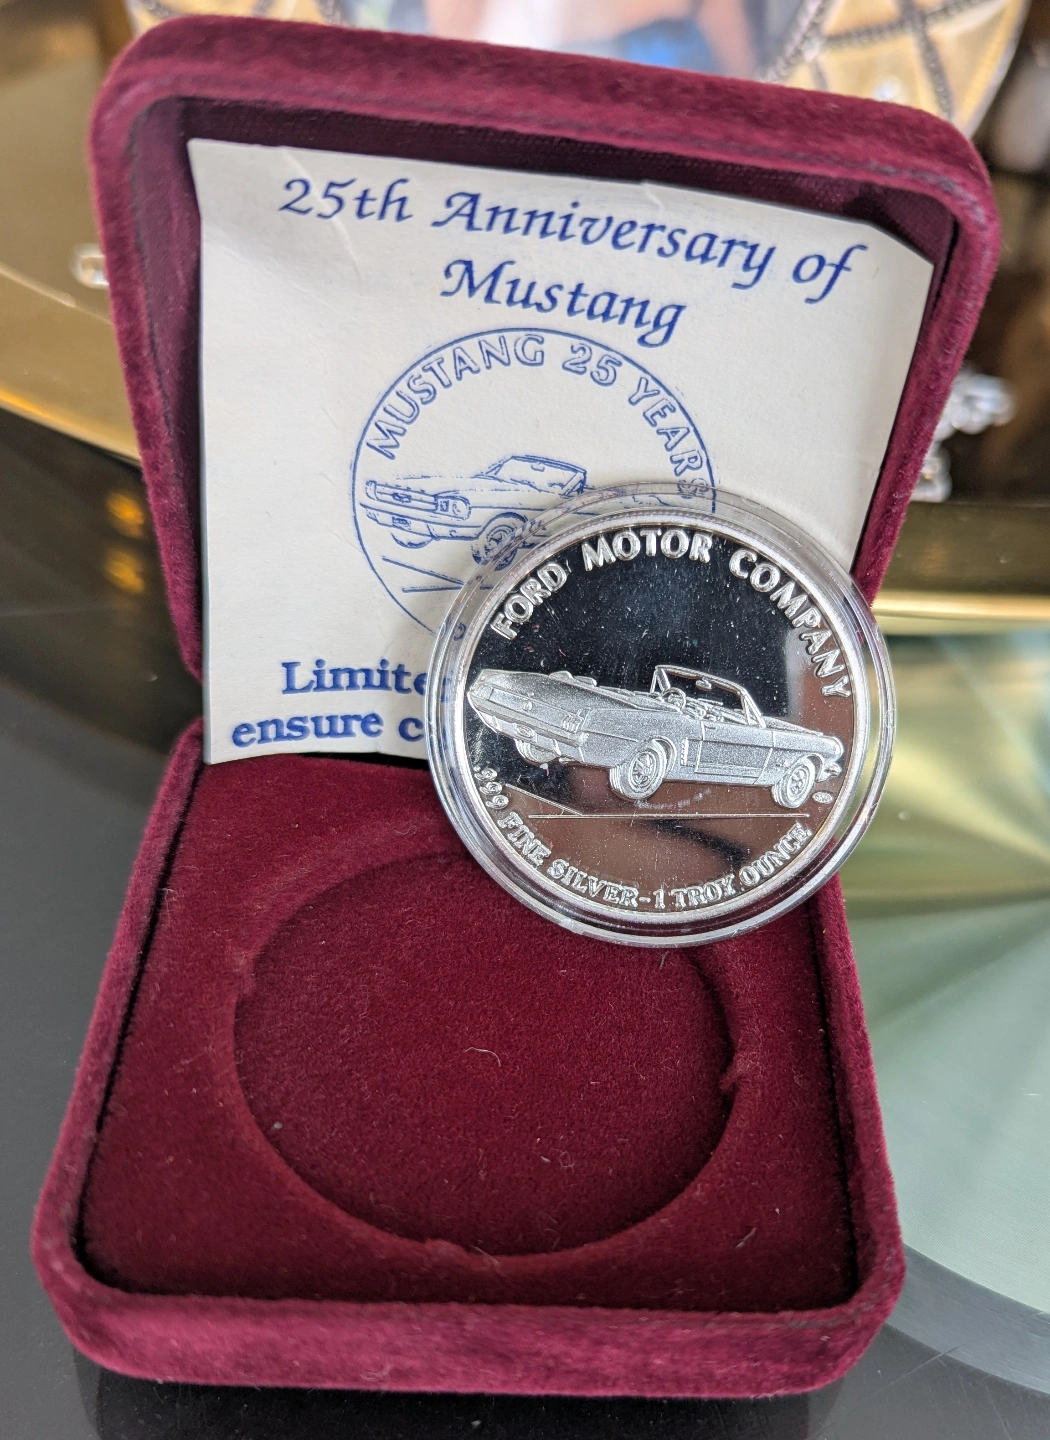 25th Anniversary of
Mustang
MUSTANG 25 YEARS
Limite
ensure c
FORD MOTOR COMPANY
.999 FINE SILVER-1 TROY OUNCE